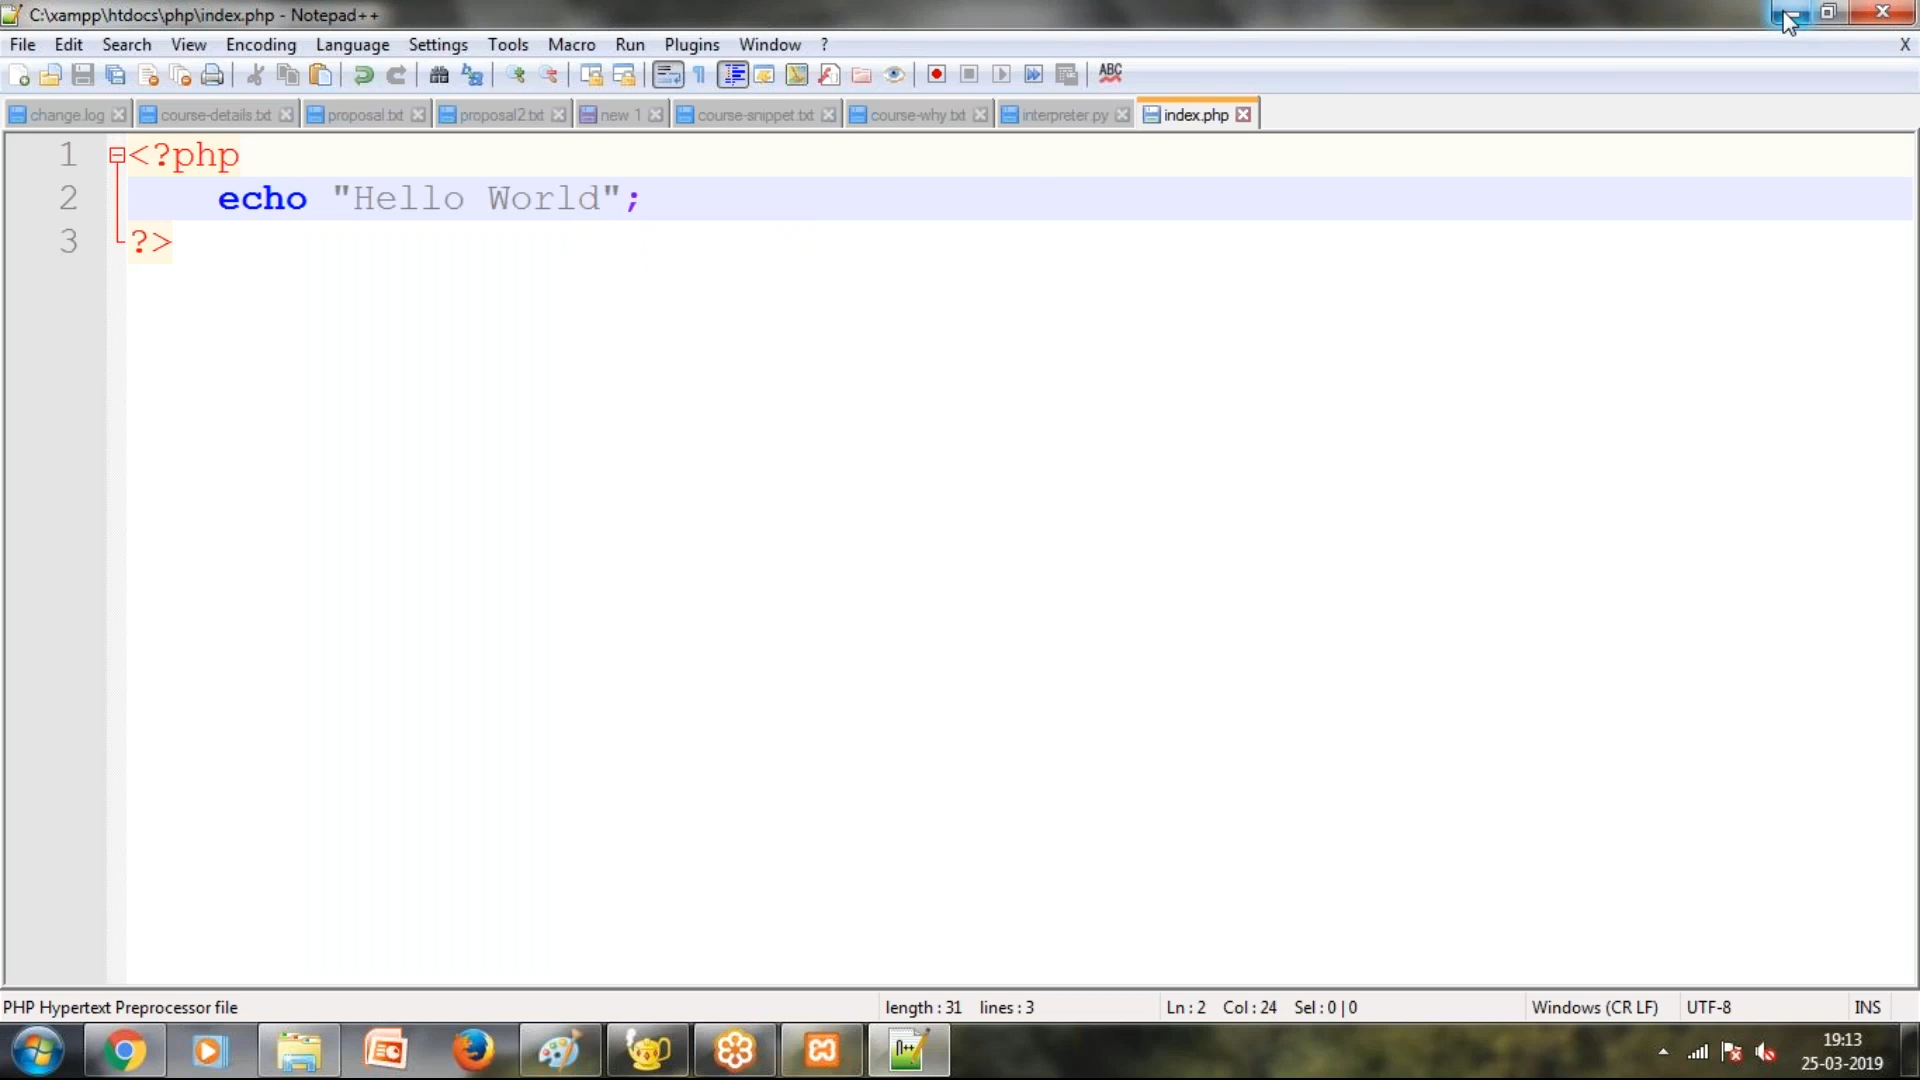 C:\xampp\htdocs\php\index.php - Notepad++
File Edit Search View Encoding Language Settings Tools Macro Run Plugins Window ? X
ABC
change.log course-details.txt proposal.txt proposal2.txt new 1 course-snippet.txt course-why.txt interpreter.py index.php
1 <?php
2 echo "Hello World";
3 ?>
PHP Hypertext Preprocessor file length : 31 lines : 3 Ln : 2 Col : 24 Sel : 0 | 0 Windows (CR LF) UTF-8 INS
19:13
25-03-2019